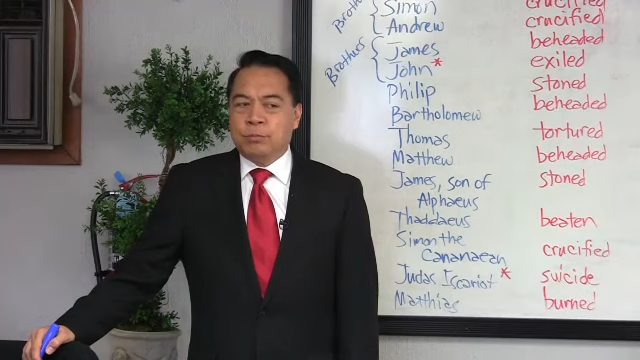 Brothers
Simon crucified
Andrew crucified
Brothers
James beheaded
John* exiled
Philip stoned
Bartholomew beheaded
Thomas tortured
Matthew beheaded
James, son of stoned
Alphaeus
Thaddaeus beaten
Simon the
Cananaean crucified
Judas Iscariot* suicide
Matthias burned